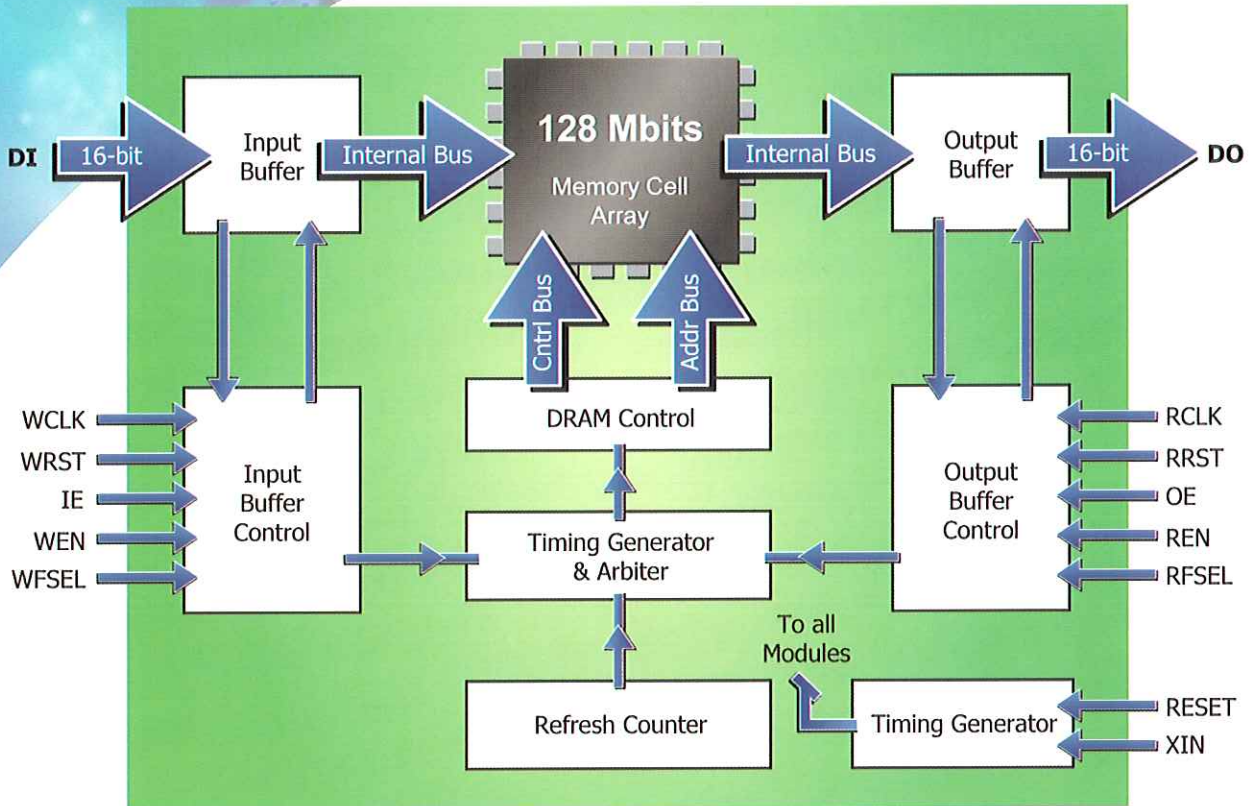 128 Mbits
Memory Cell
Array
DI
16-bit
Input
Buffer
Internal Bus
Internal Bus
Output
Buffer
16-bit
DO
Cntrl Bus
Addr Bus
DRAM Control
WCLK
WRST
IE
WEN
WFSEL
Input
Buffer
Control
Timing Generator
& Arbiter
Output
Buffer
Control
RCLK
RRST
OE
REN
RFSEL
To all
Modules
Refresh Counter
Timing Generator
RESET
XIN